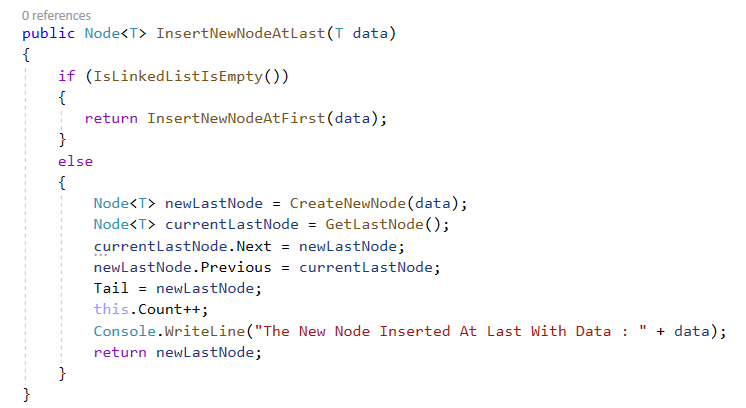 0 references
public Node<T> InsertNewNodeAtLast(T data)
{
if (IsLinkedListIsEmpty())
{
return InsertNewNodeAtFirst(data);
}
else
{
Node<T> newLastNode = CreateNewNode(data);
Node<T> currentLastNode = GetLastNode();
currentLastNode.Next = newLastNode;
newLastNode.Previous = currentLastNode;
Tail = newLastNode;
this.Count++;
Console.WriteLine("The New Node Inserted At Last With Data : " + data);
return newLastNode;
}
}